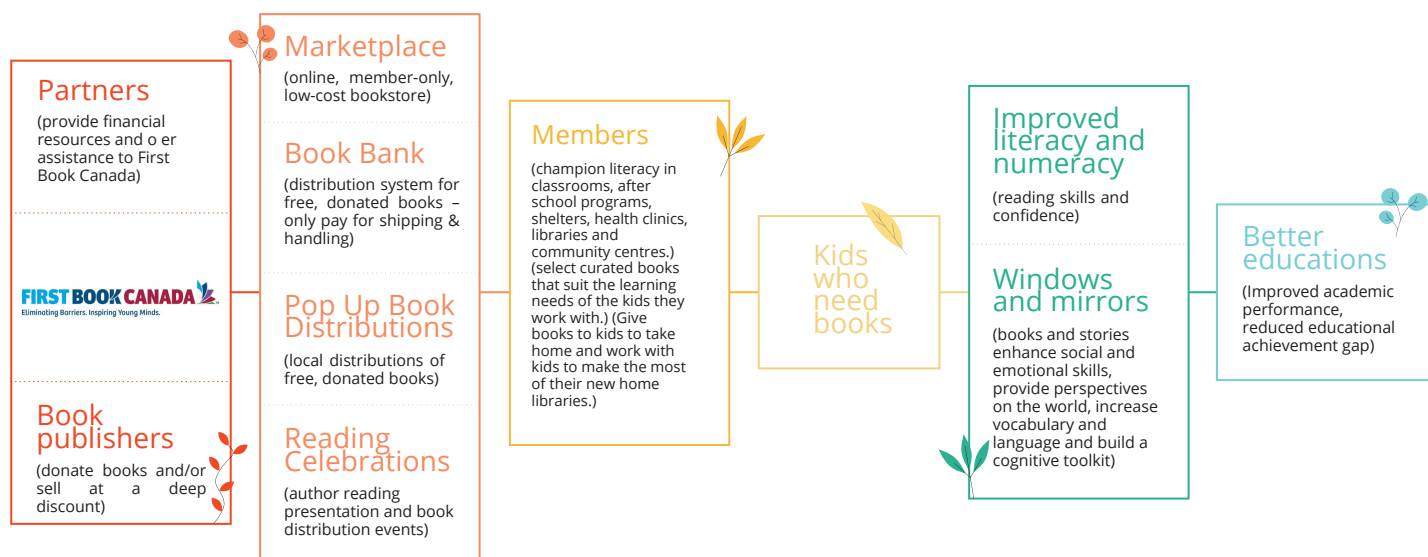 Partners
(provide financial
resources and o er
assistance to First
Book Canada)
FIRST BOOK CANADA
Eliminating Barriers. Inspiring Young Minds.
Book
publishers
(donate books and/or
sell at a deep
discount)
Marketplace
(online, member-only,
low-cost bookstore)
Book Bank
(distribution system for
free, donated books –
only pay for shipping &
handling)
Pop Up Book
Distributions
(local distributions of
free, donated books)
Reading
Celebrations
(author reading
presentation and book
distribution events)
Members
(champion literacy in
classrooms, after
school programs,
shelters, health clinics,
libraries and
community centres.)
(select curated books
that suit the learning
needs of the kids they
work with.) (Give
books to kids to take
home and work with
kids to make the most
of their new home
libraries.)
Kids
who
need
books
Improved
literacy and
numeracy
(reading skills and
confidence)
Windows
and mirrors
(books and stories
enhance social and
emotional skills,
provide perspectives
on the world, increase
vocabulary and
language and build a
cognitive toolkit)
Better
educations
(Improved academic
performance,
reduced educational
achievement gap)